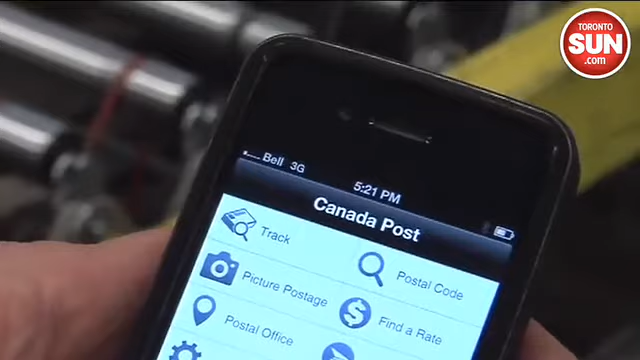 TORONTO
SUN
.com
Bell 3G
5:21 PM
Canada Post
Track
Postal Code
Picture Postage
Find a Rate
Postal Office